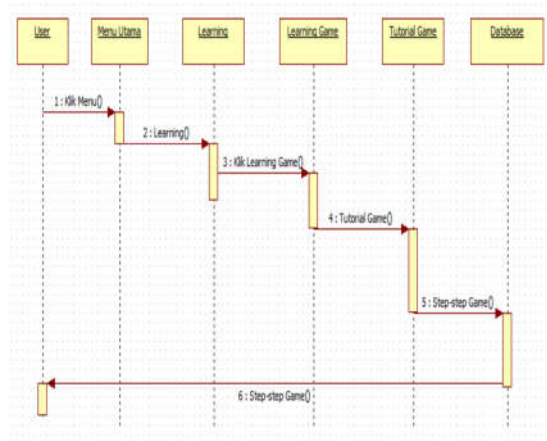 User
Menu Utama
Learning
Learning Game
Tutorial Game
Database
1 : Klik Menu()
2 : Learning()
3 : Klik Learning Game()
4 : Tutorial Game()
5 : Step-step Game()
6 : Step-step Game()